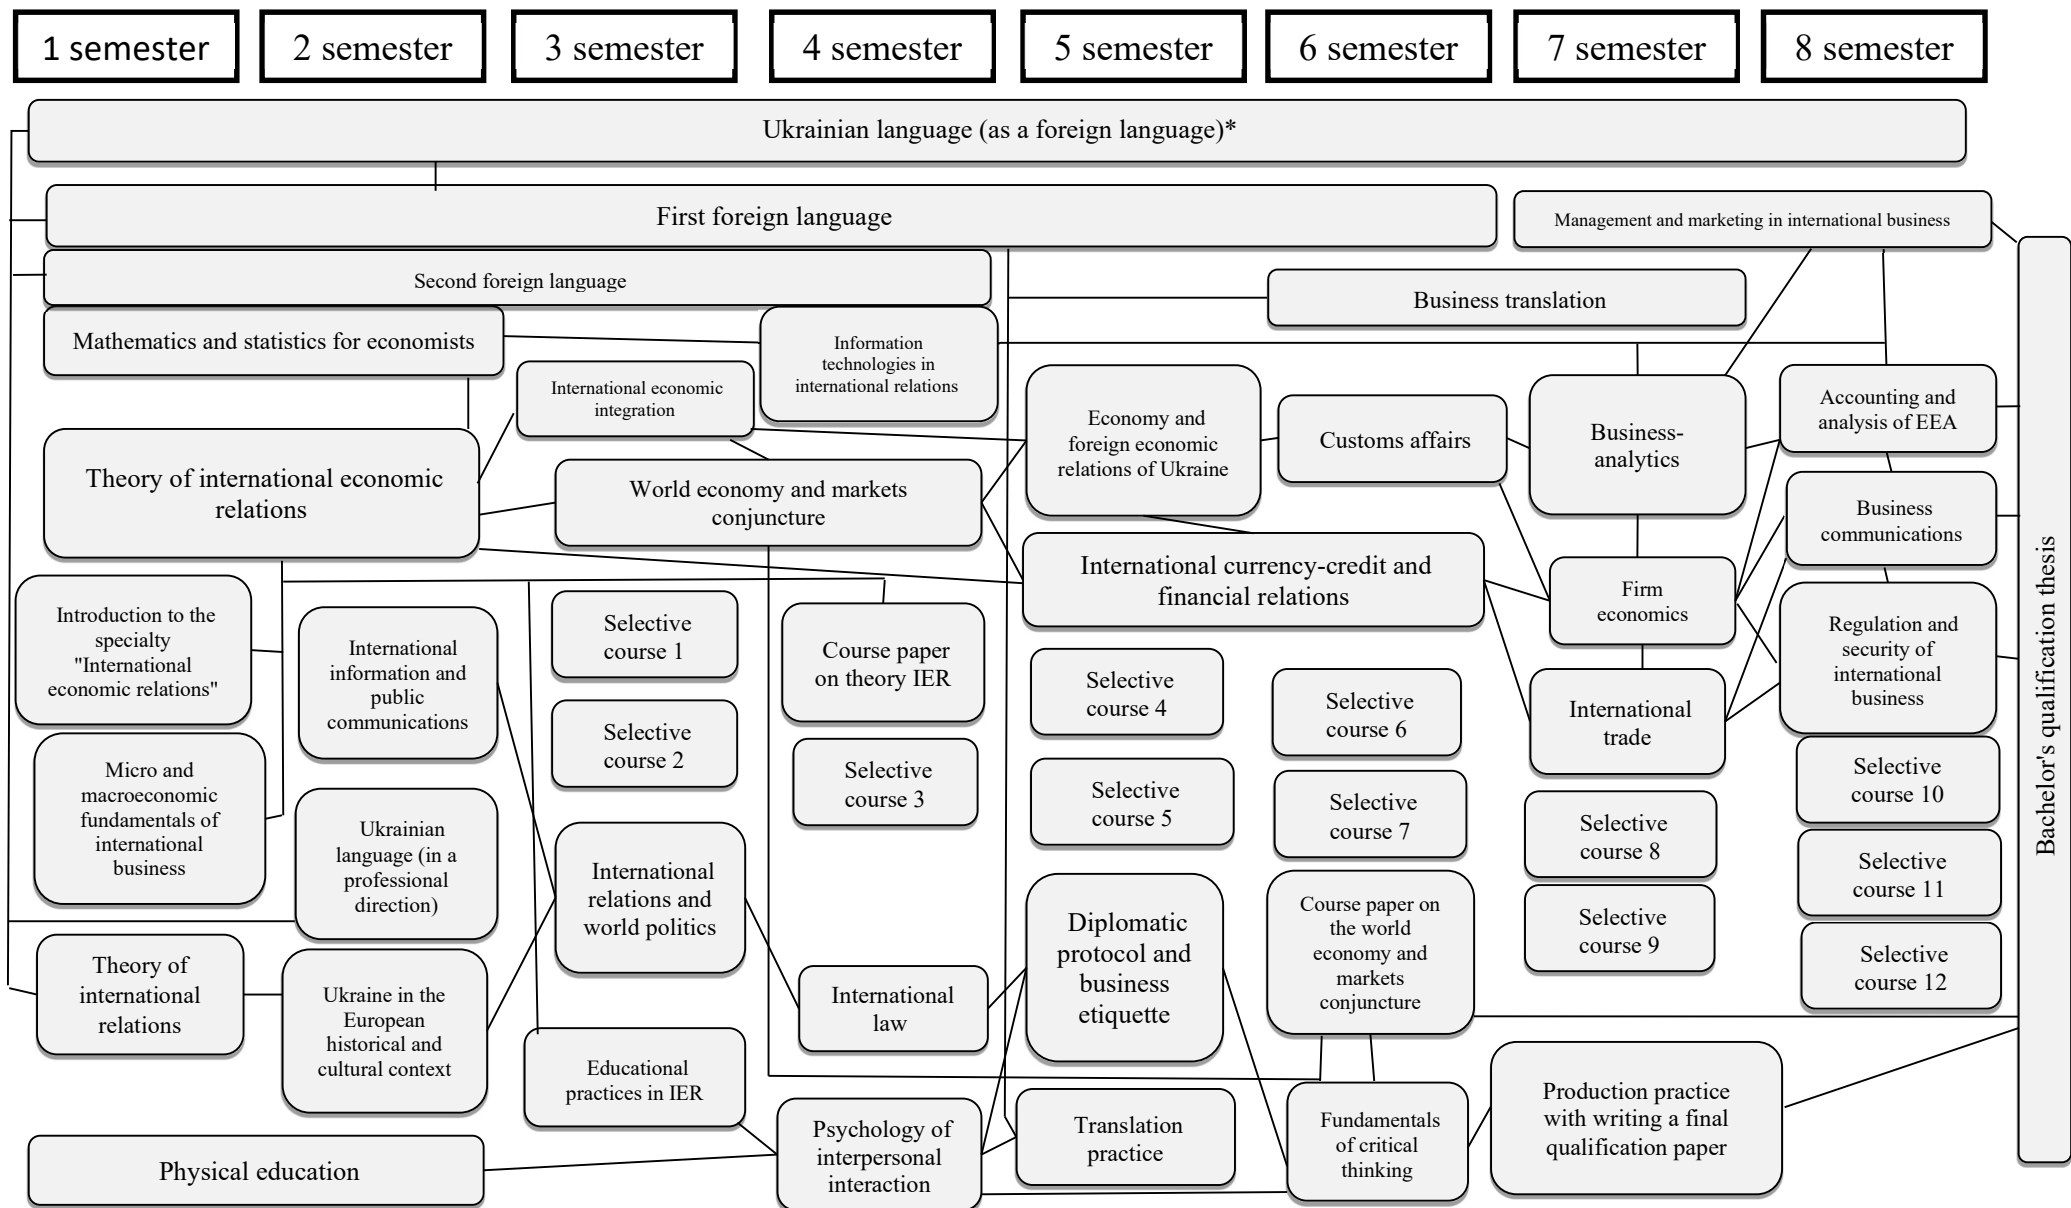 1 semester
2 semester
3 semester
4 semester
5 semester
6 semester
7 semester
8 semester
Ukrainian language (as a foreign language)*
First foreign language
Management and marketing in international business
Second foreign language
Business translation
Mathematics and statistics for economists
Information
technologies in
international relations
International economic
integration
Economy and
foreign economic
relations of Ukraine
Customs affairs
Business-
analytics
Accounting and
analysis of EEA
Theory of international economic
relations
World economy and markets
conjuncture
Business
communications
International currency-credit and
financial relations
Firm
economics
Introduction to the
specialty
"International
economic relations"
International
information and
public
communications
Selective
course 1
Course paper
on theory IER
Selective
course 4
Selective
course 6
International
trade
Regulation and
security of
international
business
Micro and
macroeconomic
fundamentals of
international
business
Selective
course 2
Selective
course 3
Selective
course 5
Selective
course 7
Selective
course 8
Selective
course 10
Ukrainian
language (in a
professional
direction)
International
relations and
world politics
Diplomatic
protocol and
business
etiquette
Course paper on
the world
economy and
markets
conjuncture
Selective
course 9
Selective
course 11
Selective
course 12
Theory of
international
relations
Ukraine in the
European
historical and
cultural context
International
law
Educational
practices in IER
Production practice
with writing a final
qualification paper
Physical education
Psychology of
interpersonal
interaction
Translation
practice
Fundamentals
of critical
thinking
Bachelor's qualification thesis